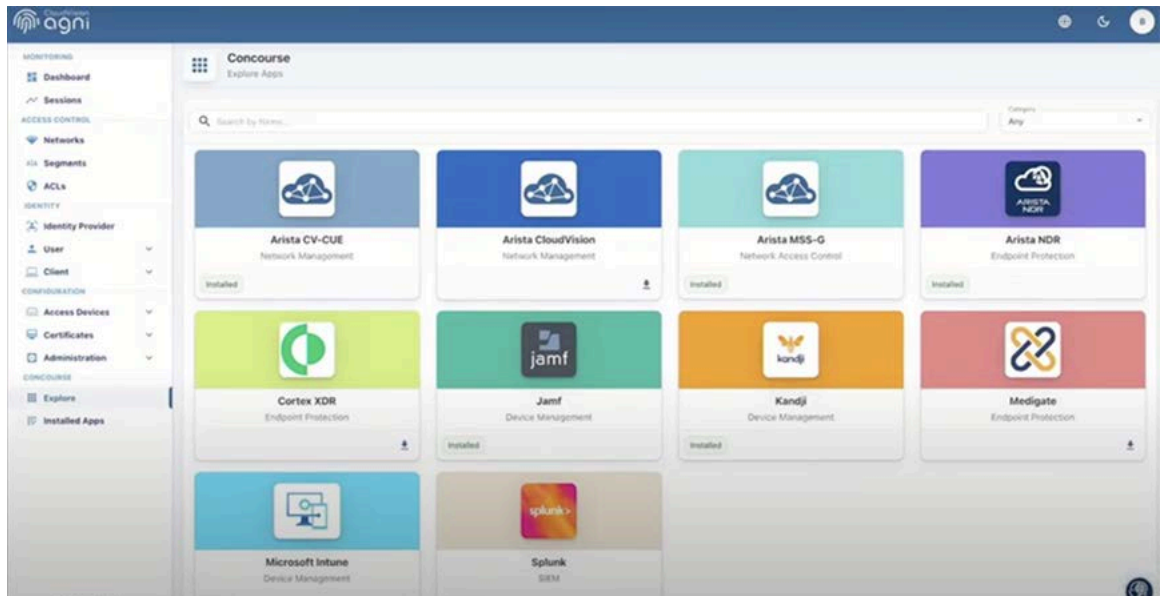 CloudVision
agni
MONITORING
Dashboard
Sessions
ACCESS CONTROL
Networks
Segments
ACLs
IDENTITY
Identity Provider
User
Client
CONFIGURATION
Access Devices
Certificates
Administration
CONCOURSE
Explore
Installed Apps
Concourse
Explore Apps
Search by Name...
Category
Any
Arista CV-CUE
Network Management
Installed
Arista CloudVision
Network Management
Arista MSS-G
Network Access Control
Installed
ARISTA
NDR
Arista NDR
Endpoint Protection
Installed
Cortex XDR
Endpoint Protection
jamf
Jamf
Device Management
Installed
kandji
Kandji
Device Management
Installed
Medigate
Endpoint Protection
Microsoft Intune
Device Management
splunk>
Splunk
SIEM